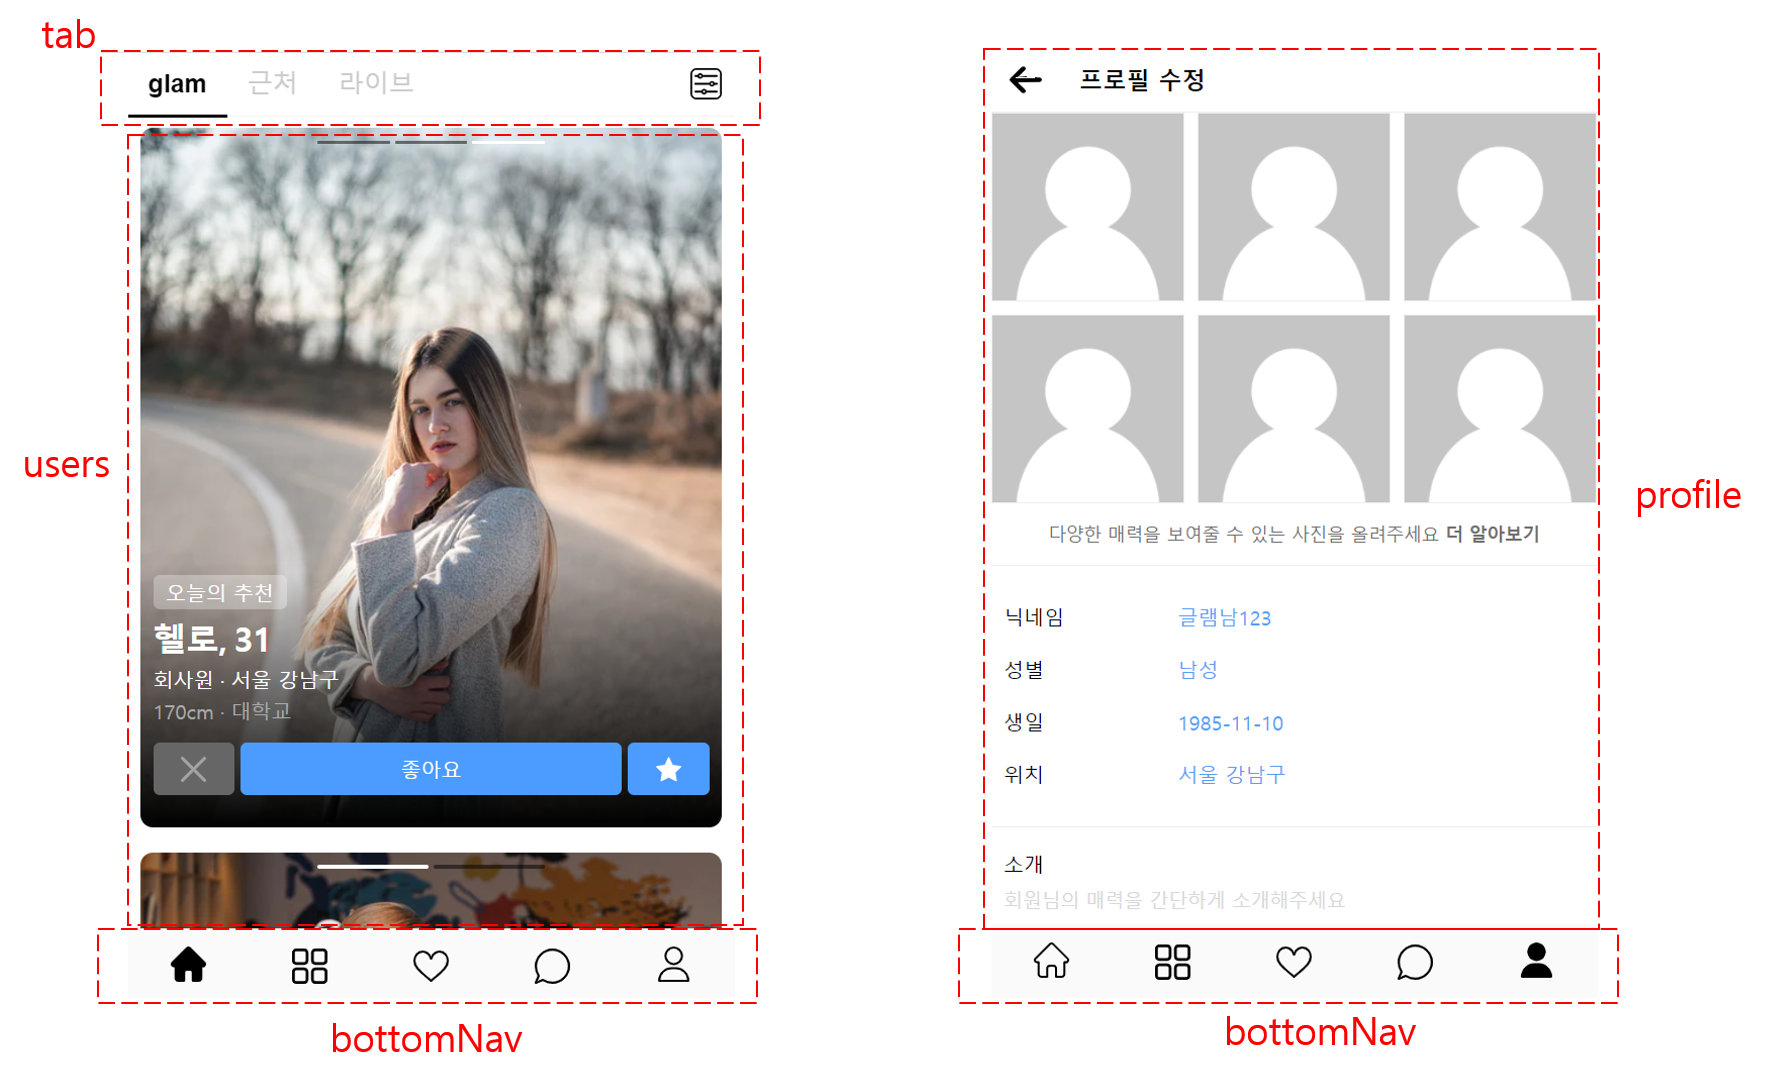 tab
glam 근처 라이브
users
오늘의 추천
헬로, 31
회사원 · 서울 강남구
170cm · 대학교
좋아요
bottomNav
프로필 수정
profile
다양한 매력을 보여줄 수 있는 사진을 올려주세요 더 알아보기
닉네임 글램남123
성별 남성
생일 1985-11-10
위치 서울 강남구
소개
회원님의 매력을 간단하게 소개해주세요
bottomNav